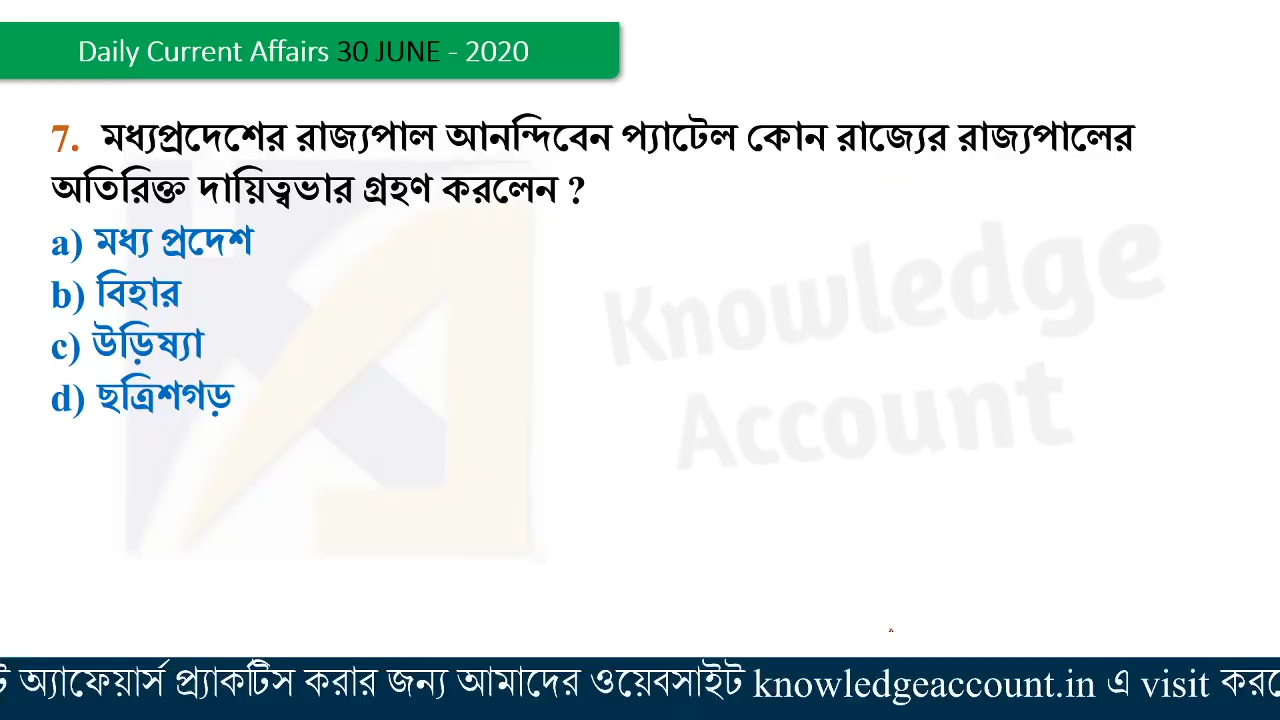 Daily Current Affairs 30 JUNE - 2020
7. মধ্যপ্রদেশের রাজ্যপাল আনন্দিবেন প্যাটেল কোন রাজ্যের রাজ্যপালের
অতিরিক্ত দায়িত্বভার গ্রহণ করলেন ?
a) মধ্য প্রদেশ
b) বিহার
c) উড়িষ্যা
d) ছত্রিশগড়
Knowledge
Account
অ্যাফেয়ার্স প্র্যাকটিস করার জন্য আমাদের ওয়েবসাইট knowledgeaccount.in এ visit